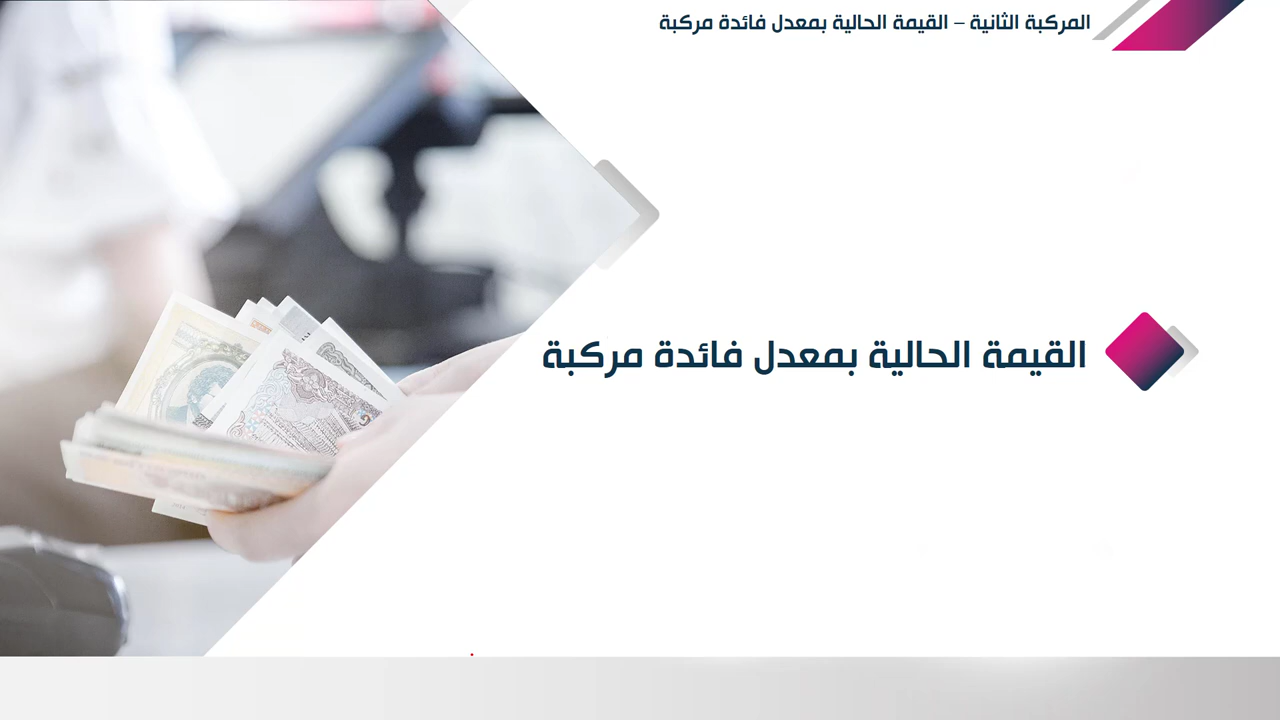 المركبة الثانية – القيمة الحالية بمعدل فائدة مركبة
القيمة الحالية بمعدل فائدة مركبة